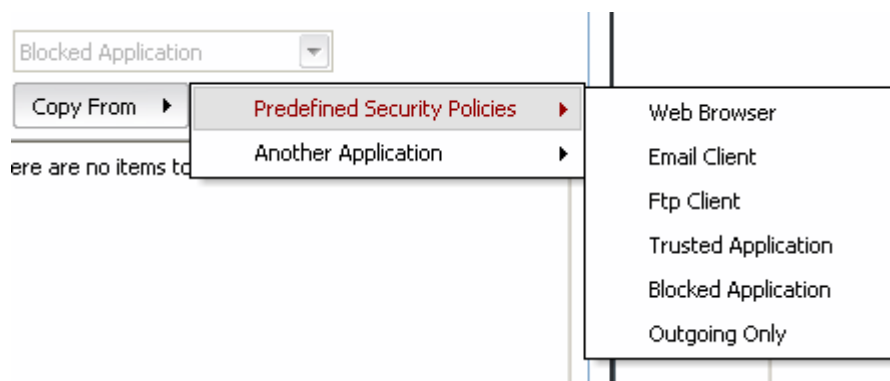 Blocked Application
Copy From
Predefined Security Policies
Another Application
ere are no items to
Web Browser
Email Client
Ftp Client
Trusted Application
Blocked Application
Outgoing Only